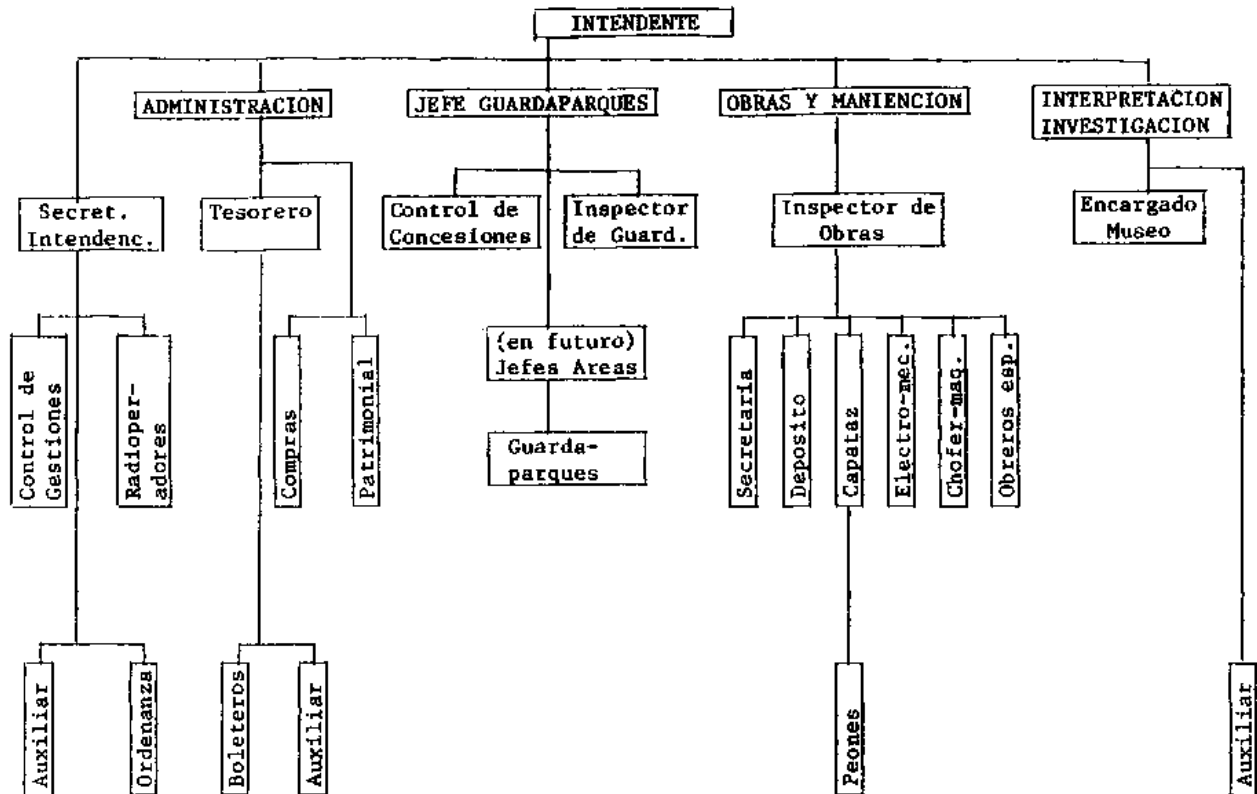 INTENDENTE
ADMINISTRACION
JEFE GUARDAPARQUES
OBRAS Y MANIENCION
INTERPRETACION
INVESTIGACION
Secret.
Intendenc.
Tesorero
Control de
Concesiones
Inspector
de Guard.
Inspector de
Obras
Encargado
Museo
Control de
Gestiones
Radioper-
adores
Compras
Patrimonial
(en futuro)
Jefes Areas
Guarda-
parques
Secretaria
Deposito
Capataz
Electro-mec.
Chofer-maq.
Obreros esp.
Auxiliar
Ordenanza
Boleteros
Auxiliar
Peones
Auxiliar